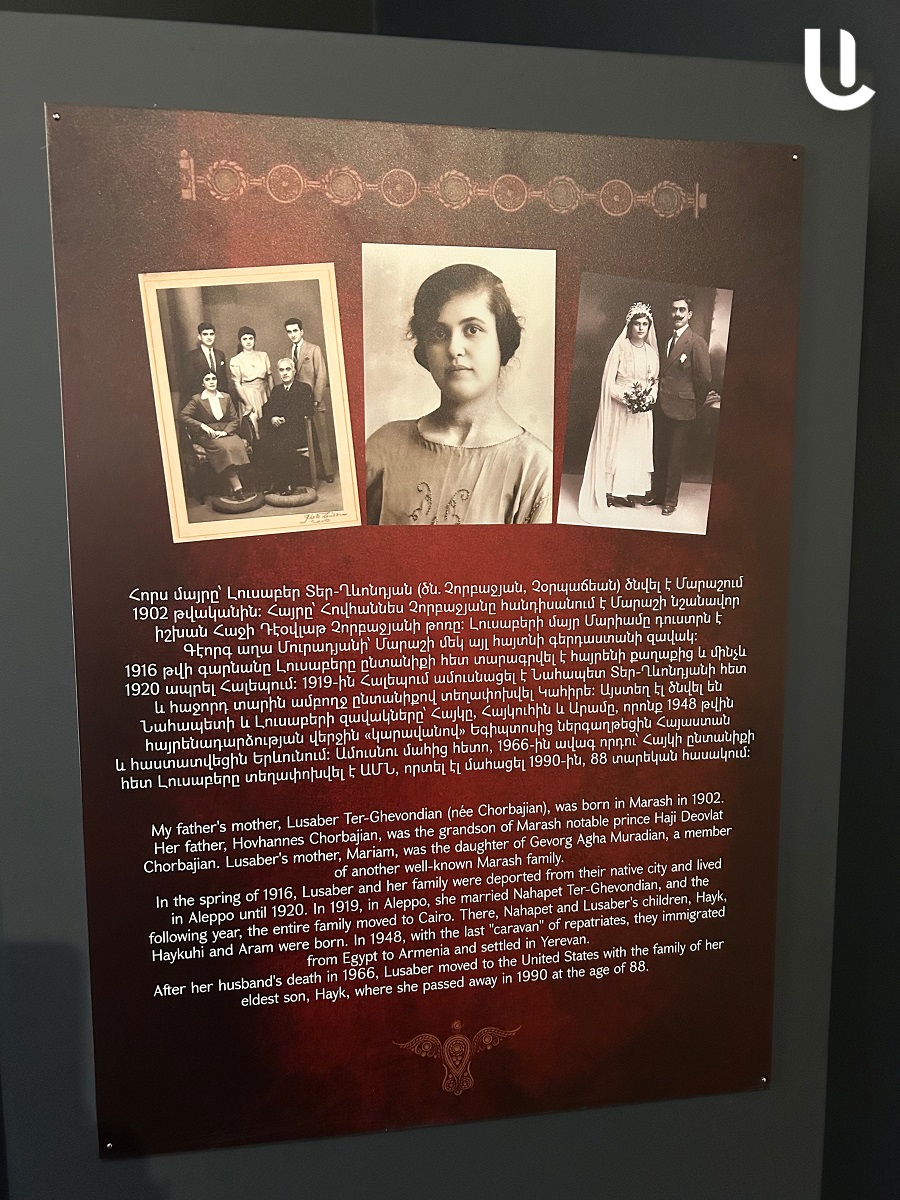 Հորս մայրը՝ Լուսաբեր Տեր-Ղևոնդյան (ծն. Չորբաջյան, Չօրպաճեան) ծնվել է Մարաշում
1902 թվականին: Հայրը՝ Հովհաննես Չորբաջյանը հանդիսանում է Մարաշի նշանավոր
իշխան Հաջի Դէօվլաթ Չորբաջյանի թոռը: Լուսաբերի մայր Մարիամը դուստրն է
Գէորգ աղա Մուրադյանի՝ Մարաշի մեկ այլ հայտնի գերդաստանի զավակ:
1916 թվի գարնանը Լուսաբերը ընտանիքի հետ տարագրվել է հայրենի քաղաքից և մինչև
1920 ապրել Հալեպում: 1919-ին Հալեպում ամուսնացել է Նահապետ Տեր-Ղևոնդյանի հետ
և հաջորդ տարին ամբողջ ընտանիքով տեղափոխվել Կահիրե: Այստեղ էլ ծնվել են
Նահապետի և Լուսաբերի զավակները՝ Հայկը, Հայկուհին և Արամը, որոնք 1948 թվին
հայրենադարձության վերջին «կարավանով» Եգիպտոսից ներգաղթեցին Հայաստան
և հաստատվեցին Երևանում: Ամուսնու մահից հետո, 1966-ին ավագ որդու՝ Հայկի ընտանիքի
հետ Լուսաբերը տեղափոխվել է ԱՄՆ, որտել էլ մահացել 1990-ին, 88 տարեկան հասակում:
My father's mother, Lusaber Ter-Ghevondian (née Chorbajian), was born in Marash in 1902.
Her father, Hovhannes Chorbajian, was the grandson of Marash notable prince Haji Deovlat
Chorbajian. Lusaber's mother, Mariam, was the daughter of Gevorg Agha Muradian, a member
of another well-known Marash family.
In the spring of 1916, Lusaber and her family were deported from their native city and lived
in Aleppo until 1920. In 1919, in Aleppo, she married Nahapet Ter-Ghevondian, and the
following year, the entire family moved to Cairo. There, Nahapet and Lusaber's children, Hayk,
Haykuhi and Aram were born. In 1948, with the last "caravan" of repatriates, they immigrated
from Egypt to Armenia and settled in Yerevan.
After her husband's death in 1966, Lusaber moved to the United States with the family of her
eldest son, Hayk, where she passed away in 1990 at the age of 88.